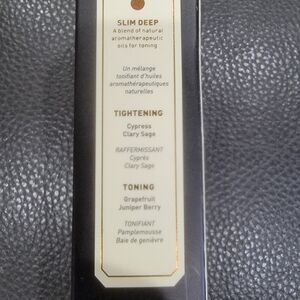 SLIM DEEP
A blend of natural
aromatherapeutic
oils for toning
Un mélange
tonifiant d'huiles
aromathérapeutiques
naturelles
TIGHTENING
Cypress
Clary Sage
RAFFERMISSANT
Cyprès
Clary Sage
TONING
Grapefruit
Juniper Berry
TONIFIANT
Pamplemousse
Baie de genièvre